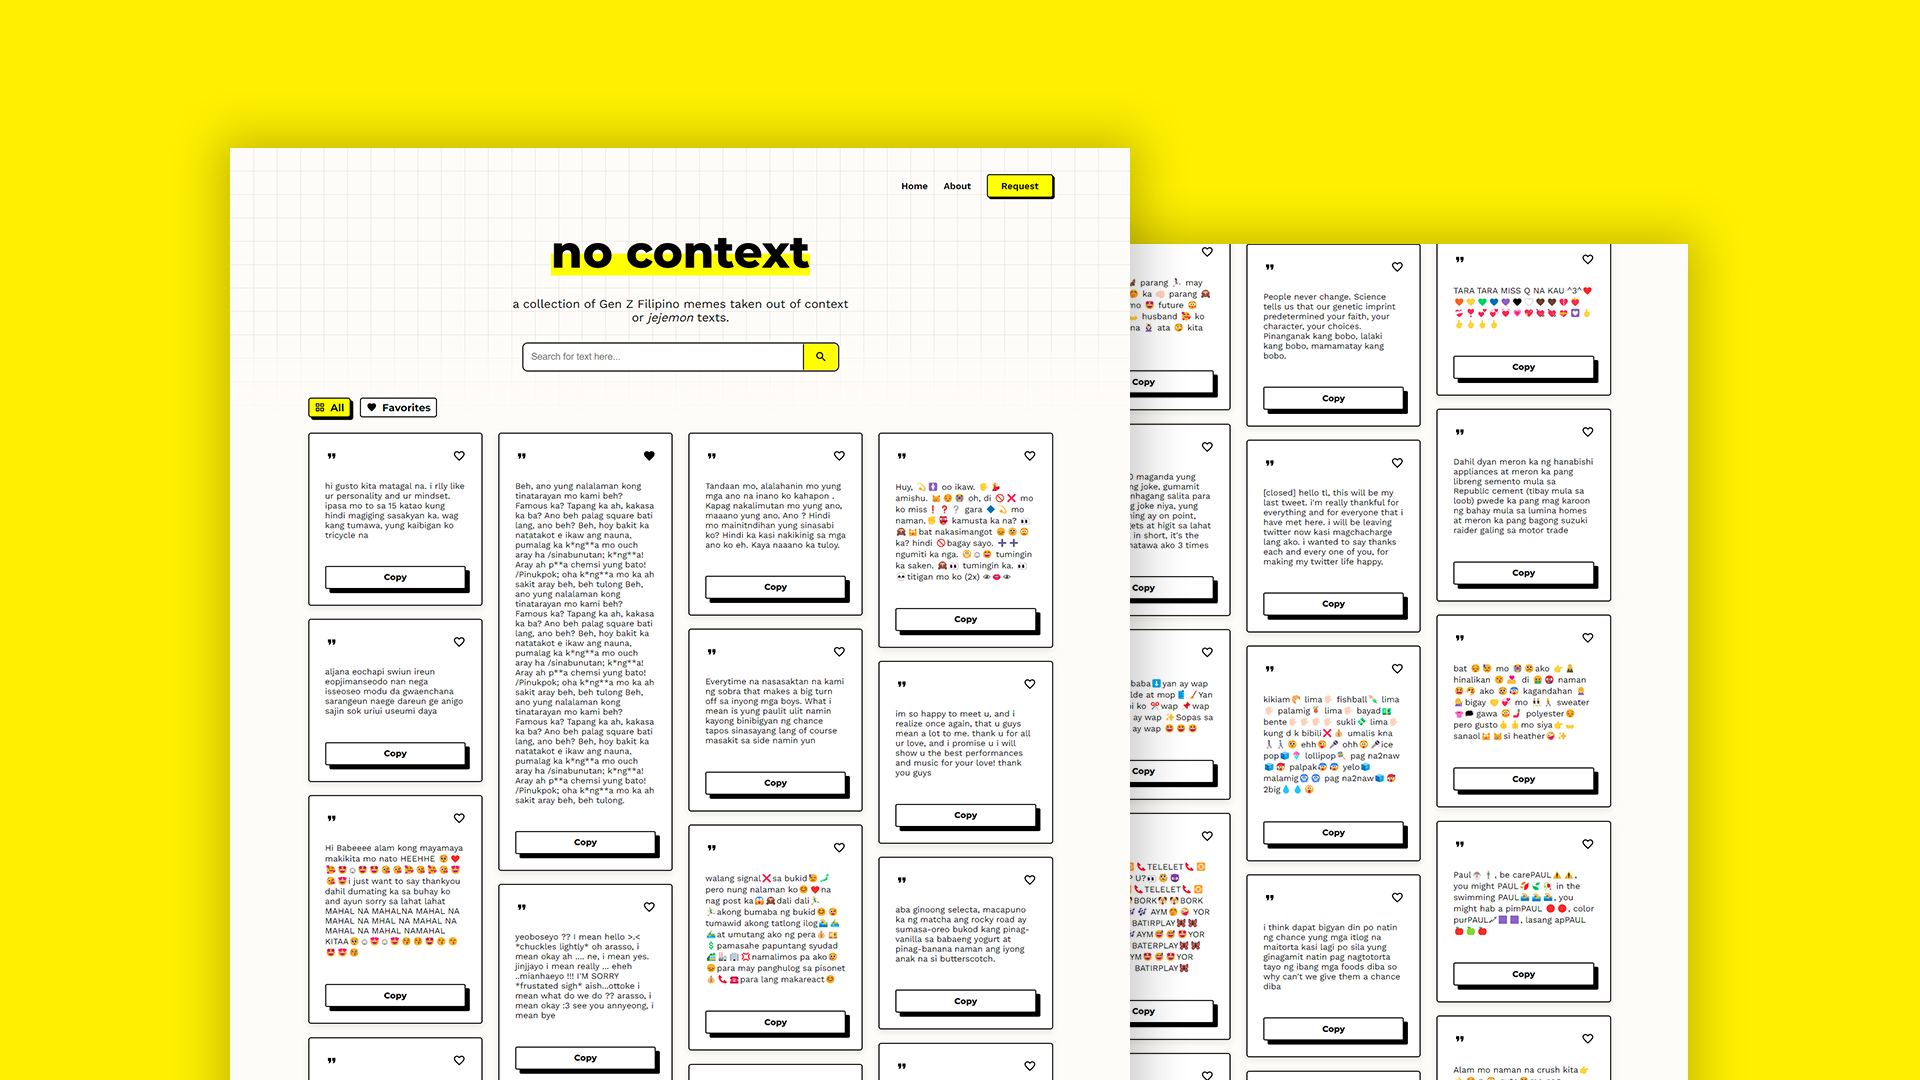 Home About Request
no context
a collection of Gen Z Filipino memes taken out of context
or jejemon texts.
Search for text here...
All Favorites
hi gusto kita matagal na. i rlly like
ur personality and ur mindset.
ipasa mo to sa 15 katao kung
hindi magiging sasakyan ka. wag
kang tumawa, yung kaibigan ko
tricycle na
Copy
aljana eochapi swiun ireun
eopjimanseodo nan nega
isseoseo modu da gwaenchana
sarangeun naege dareun ge anigo
sajin sok uriui useumi daya
Copy
Hi Babeeee alam kong mayamaya
makikita mo nato HEEHHE 🥺❤️
🥰🤩☺️🤩🤩😘😘🥰😘🥰😘🤩
😘🤩i just want to say thankyou
dahil dumating ka sa buhay ko
and ayun sorry sa lahat lahat
MAHAL NA MAHALNA MAHAL NA
MAHAL NA MHAL NA MAHAL NA
MAHAL NA MAHAL NAMAHAL
KITAA🥺☺️🤩☺️🤩😚😚🤩😚😚
🤩🤩😚
Copy
Beh, ano yung nalalaman kong
tinatarayan mo kami beh?
Famous ka? Tapang ka ah, kakasa
ka ba? Ano beh palag square bati
lang, ano beh? Beh, hoy bakit ka
natatakot e ikaw ang nauna,
pumalag ka k*ng**a mo ouch
aray ha /sinabunutan; k*ng**a!
Aray ah p**a chemsi yung bato!
/Pinukpok; oha k*ng**a mo ka ah
sakit aray beh, beh tulong Beh,
ano yung nalalaman kong
tinatarayan mo kami beh?
Famous ka? Tapang ka ah, kakasa
ka ba? Ano beh palag square bati
lang, ano beh? Beh, hoy bakit ka
natatakot e ikaw ang nauna,
pumalag ka k*ng**a mo ouch
aray ha /sinabunutan; k*ng**a!
Aray ah p**a chemsi yung bato!
/Pinukpok; oha k*ng**a mo ka ah
sakit aray beh, beh tulong Beh,
ano yung nalalaman kong
tinatarayan mo kami beh?
Famous ka? Tapang ka ah, kakasa
ka ba? Ano beh palag square bati
lang, ano beh? Beh, hoy bakit ka
natatakot e ikaw ang nauna,
pumalag ka k*ng**a mo ouch
aray ha /sinabunutan; k*ng**a!
Aray ah p**a chemsi yung bato!
/Pinukpok; oha k*ng**a mo ka ah
sakit aray beh, beh tulong.
Copy
yeoboseyo ?? I mean hello >.<
*chuckles lightly* oh arasso, i
mean okay ah .... ne, i mean yes.
jinjjayo i mean really ... eheh
..mianhaeyo !!! I'M SORRY
*frustated sigh* aish...ottoke i
mean what do we do ?? arasso, i
mean okay :3 see you annyeong, i
mean bye
Copy
Tandaan mo, alalahanin mo yung
mga ano na inano ko kahapon .
Kapag nakalimutan mo yung ano,
maaano yung ano. Ano ? Hindi
mo mainitndihan yung sinasabi
ko? Hindi ka kasi nakikinig sa mga
ano ko eh. Kaya naaano ka tuloy.
Copy
Everytime na nasasaktan na kami
ng sobra that makes a big turn
off sa inyong mga boys. What i
mean is yung paulit ulit namin
kayong binibigyan ng chance
tapos sinasayang lang of course
masakit sa side namin yun
Copy
walang signal❌sa bukid
pero nung nalaman ko ❤️na
nag post ka😱🙈dali dali
akong bumaba ng bukid
tumawid akong tatlong ilog
at umutang ako ng pera
💲pamasahe papuntang syudad
namalimos pa ako
para may panghulog sa pisonet
📞☎️para lang makareact
Copy
Huy, 💫 oo ikaw. 🖐 💃
amishu. oh, di 🚫❌ mo
ko miss❗❓❔ gara 🔷💫 mo
naman. kamusta ka na? 👀
🙈bat nakasimangot
ka? hindi 🚫bagay sayo. ➕➕
ngumiti ka nga. ☺️🤩 tumingin
ka saken. 🙈👀 tumingin ka. 👀
titigan mo ko (2x) 👁👄👁
Copy
im so happy to meet u, and i
realize once again, that u guys
mean a lot to me. thank u for all
ur love, and i promise u i will
show u the best performances
and music for your love! thank
you guys
Copy
aba ginoong selecta, macapuno
ka ng matcha ang rocky road ay
sumasa-oreo bukod kang pinag-
vanilla sa babaeng yogurt at
pinag-banana naman ang iyong
anak na si butterscotch.
Copy
parang may
ka parang
mo 🤩 future
husband 🥰 ko
na ata kita
Copy
maganda yung
ng joke, gumamit
nhagang salita para
joke niya, yung
ning ay on point,
gets at higit sa lahat
in short, it's the
natawa ako 3 times
Copy
baba⬇️yan ay wap
lde at mop Yan
i ko wap 📌wap
ay wap ✨Sopas sa
ay wap
Copy
📞TELELET📞
U?👀
📞TELELET📞
BORK BORK
AYM YOR
BATIRPLAY
AYM YOR
BATERPLAY
YM YOR
BATIRPLAY
Copy
People never change. Science
tells us that our genetic imprint
predetermined your faith, your
character, your choices.
Pinanganak kang bobo, lalaki
kang bobo, mamamatay kang
bobo.
Copy
[closed] hello tl, this will be my
last tweet. i'm really thankful for
everything and for everyone that i
have met here. i will be leaving
twitter now kasi magchacharge
lang ako. i wanted to say thanks
each and every one of you, for
making my twitter life happy.
Copy
kikiam lima fishball lima
palamig lima bayad
bente sukli lima
kung d k bibili❌ umalis kna
ehh ohh ice
pop lollipop pag na2naw
palpak yelo
malamig pag na2naw
2big💧💧
Copy
i think dapat bigyan din po natin
ng chance yung mga itlog na
maitorta kasi lagi po sila yung
ginagamit natin pag nagtotorta
tayo ng ibang mga foods diba so
why can't we give them a chance
diba
Copy
TARA TARA MISS Q NA KAU ^3^❤️
🧡💛💚💙💜🖤🤍🤎🤎💔
Copy
Dahil dyan meron ka ng hanabishi
appliances at meron ka pang
libreng semento mula sa
Republic cement (tibay mula sa
loob) pwede ka pang mag karoon
ng bahay mula sa lumina homes
at meron ka pang bagong suzuki
raider galing sa motor trade
Copy
bat mo ako👉
hinalikan di naman
ako kagandahan
bigay mo sweater
gawa polyester
pero gusto mo siya
sanaol si heather
Copy
Paul , be carePAUL⚠️⚠️,
you might PAUL in the
swimming PAUL, you
might hab a pimPAUL 🔴🔴, color
purPAUL🟪🟪, lasang apPAUL
🍎🍏🍎
Copy
Alam mo naman na crush kita👉